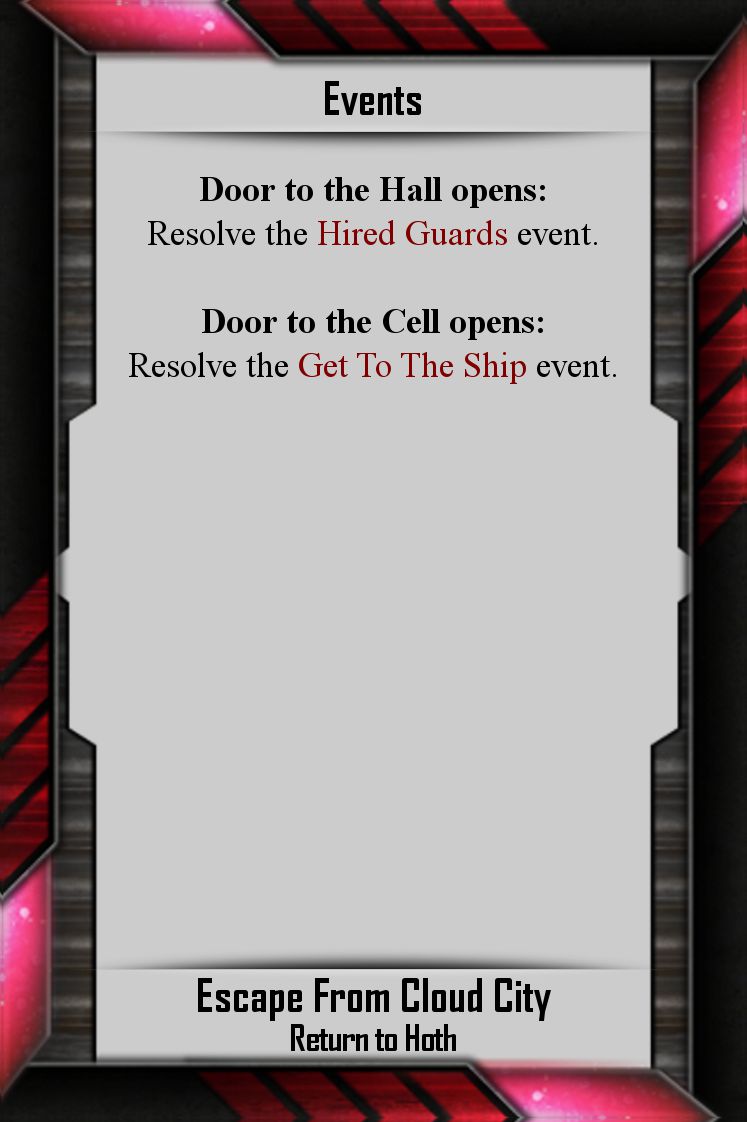 Events
Door to the Hall opens:
Resolve the Hired Guards event.
Door to the Cell opens:
Resolve the Get To The Ship event.
Escape From Cloud City
Return to Hoth